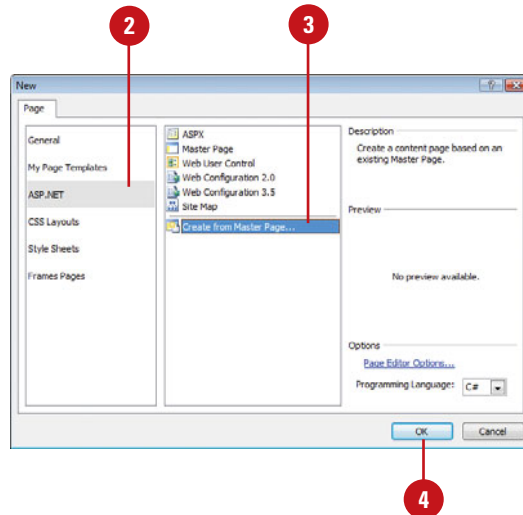 2
3
New
Page
General
My Page Templates
ASP.NET
CSS Layouts
Style Sheets
Frames Pages
ASPX
Master Page
Web User Control
Web Configuration 2.0
Web Configuration 3.5
Site Map
Create from Master Page...
Description
Create a content page based on an
existing Master Page.
Preview
No preview available.
Options
Page Editor Options...
Programming Language: C#
OK
Cancel
4